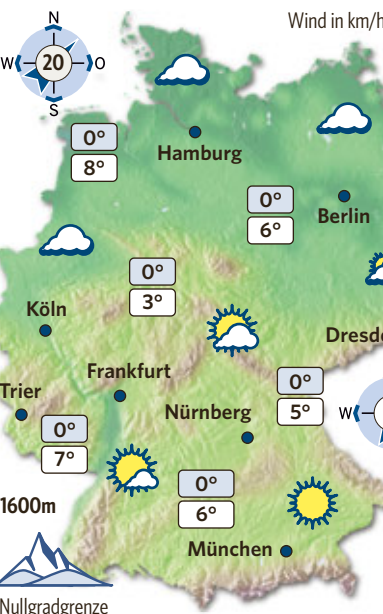 N
Wind in km/h
W 20 O
S
0°
8°
Hamburg
0°
6°
Berlin
0°
3°
Köln
Frankfurt
Trier
0°
5°
Nürnberg
W
0°
7°
0°
6°
1600m
München
Nullgradgrenze